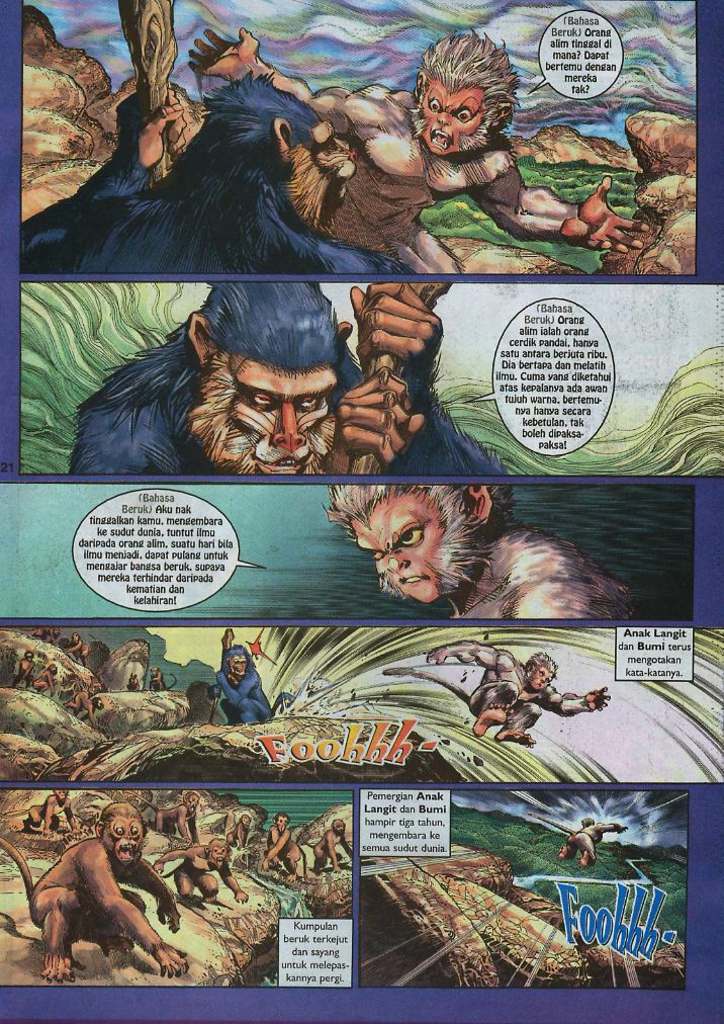 (Bahasa
Beruk) Orang
alim tinggal di
mana? Dapat
bertemu dengan
mereka
tak?
(Bahasa
Beruk) Orang
alim ialah orang
cerdik pandai, hanya
satu antara berjuta ribu.
Dia bertapa dan melatih
ilmu. Cuma yang diketahui
atas kepalanya ada awan
tujuh warna, bertemu-
nya hanya secara
kebetulan, tak
boleh dipaksa-
paksa!
21
(Bahasa
Beruk) Aku nak
tinggalkan kamu, mengembara
ke sudut dunia, tuntut ilmu
daripada orang alim, suatu hari bila
ilmu menjadi, dapat pulang untuk
mengajar bangsa beruk, supaya
mereka terhindar daripada
kematian dan
kelahiran!
Anak Langit
dan Bumi terus
mengotakan
kata-katanya.
Foohhh-
Kumpulan
beruk terkejut
dan sayang
untuk melepas-
kannya pergi.
Pemergian Anak
Langit dan Bumi
hampir tiga tahun,
mengembara ke
semua sudut dunia.
Foohhh-